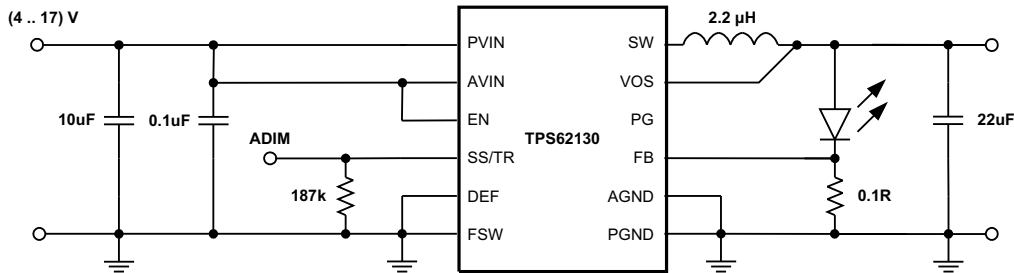 (4 .. 17) V
2.2 µH
PVIN
SW
AVIN
VOS
10uF
0.1uF
EN
PG
TPS62130
22uF
ADIM
SS/TR
FB
187k
DEF
AGND
0.1R
FSW
PGND